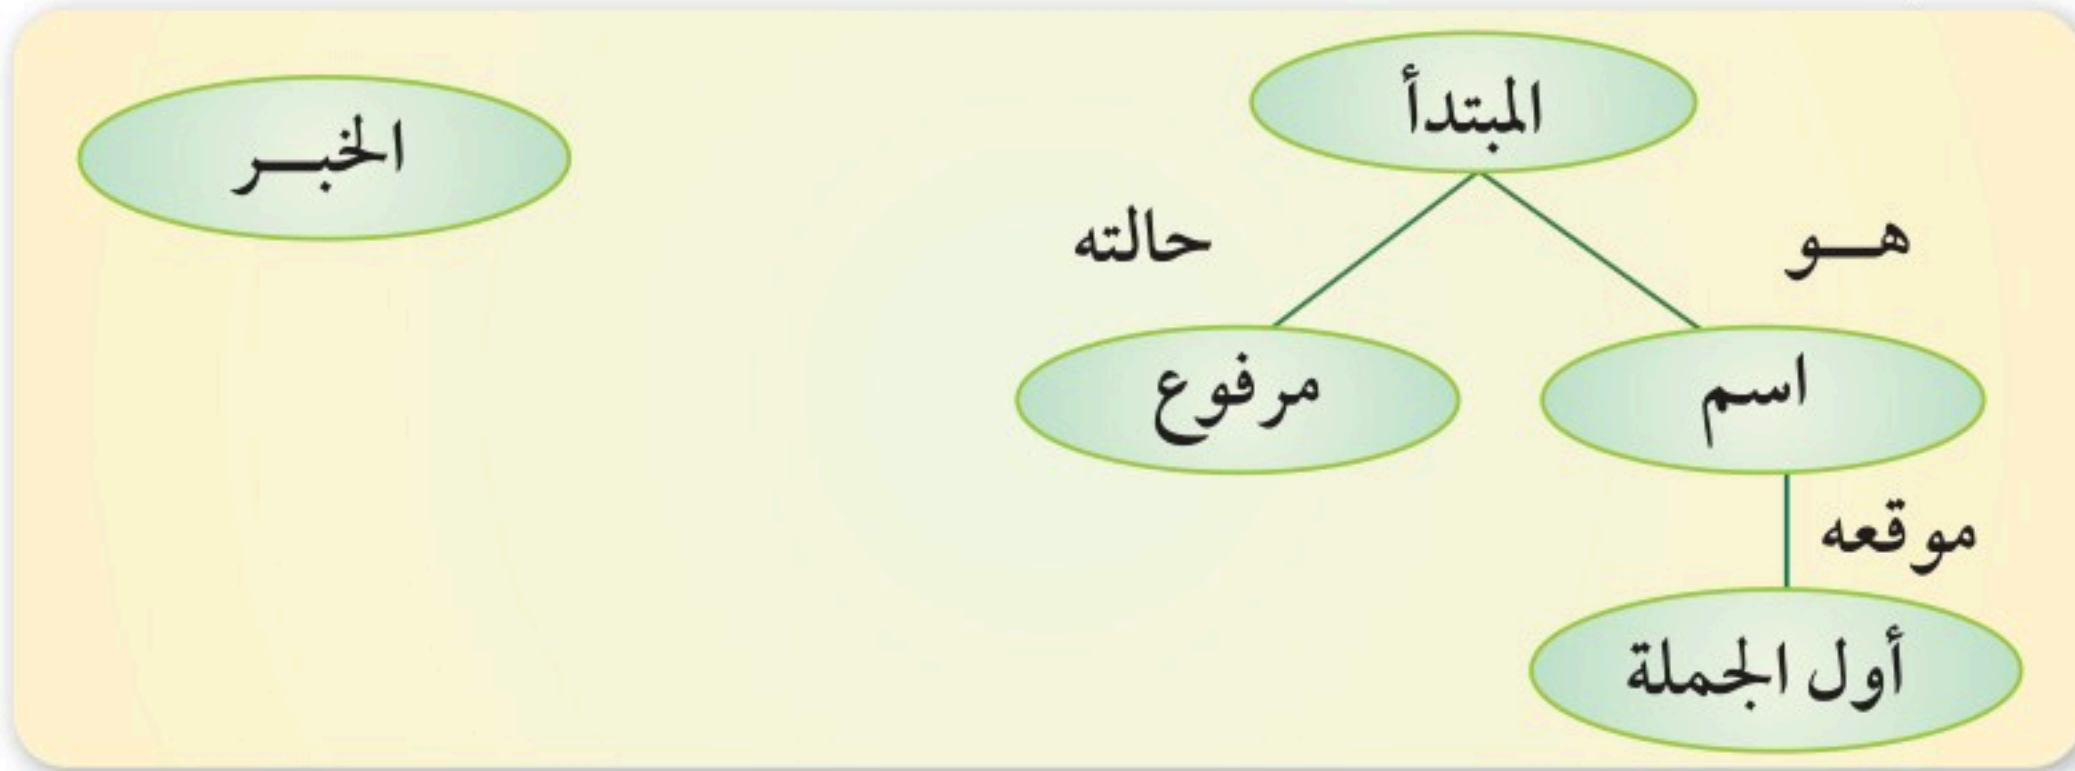 المبتدأ
الخبـــر
هـــو
حالته
اسم
مرفوع
موقعه
أول الجملة